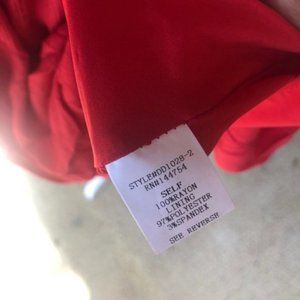 STYLE#DD1028-2
RN#144754
SELF
100%RAYON
LINING
97%POLYESTER
3%SPANDEX
SEE REVERSE